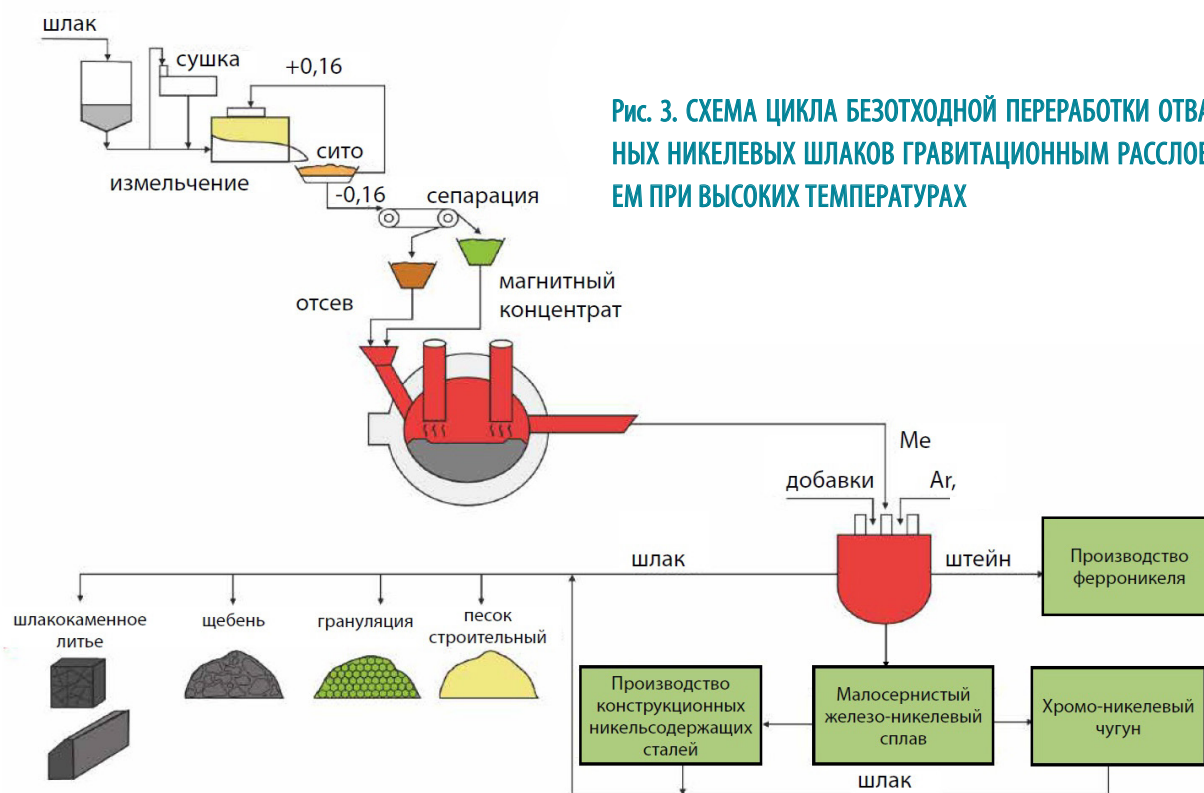 шлак
сушка
+0,16
Рис. 3. СХЕМА ЦИКЛА БЕЗОТХОДНОЙ ПЕРЕРАБОТКИ ОТВА
НЫХ НИКЕЛЕВЫХ ШЛАКОВ ГРАВИТАЦИОННЫМ РАССЛОЕ
ЕМ ПРИ ВЫСОКИХ ТЕМПЕРАТУРАХ
сито
измельчение
-0,16
сепарация
магнитный
концентрат
отсев
Me
добавки
Ar,
шлак
штейн
Производство
ферроникеля
шлакокаменное
литье
щебень
грануляция
песок
строительный
Производство
конструкционных
никельсодержащих
сталей
Малосернистый
железо-никелевый
сплав
Хромо-никелевый
чугун
шлак